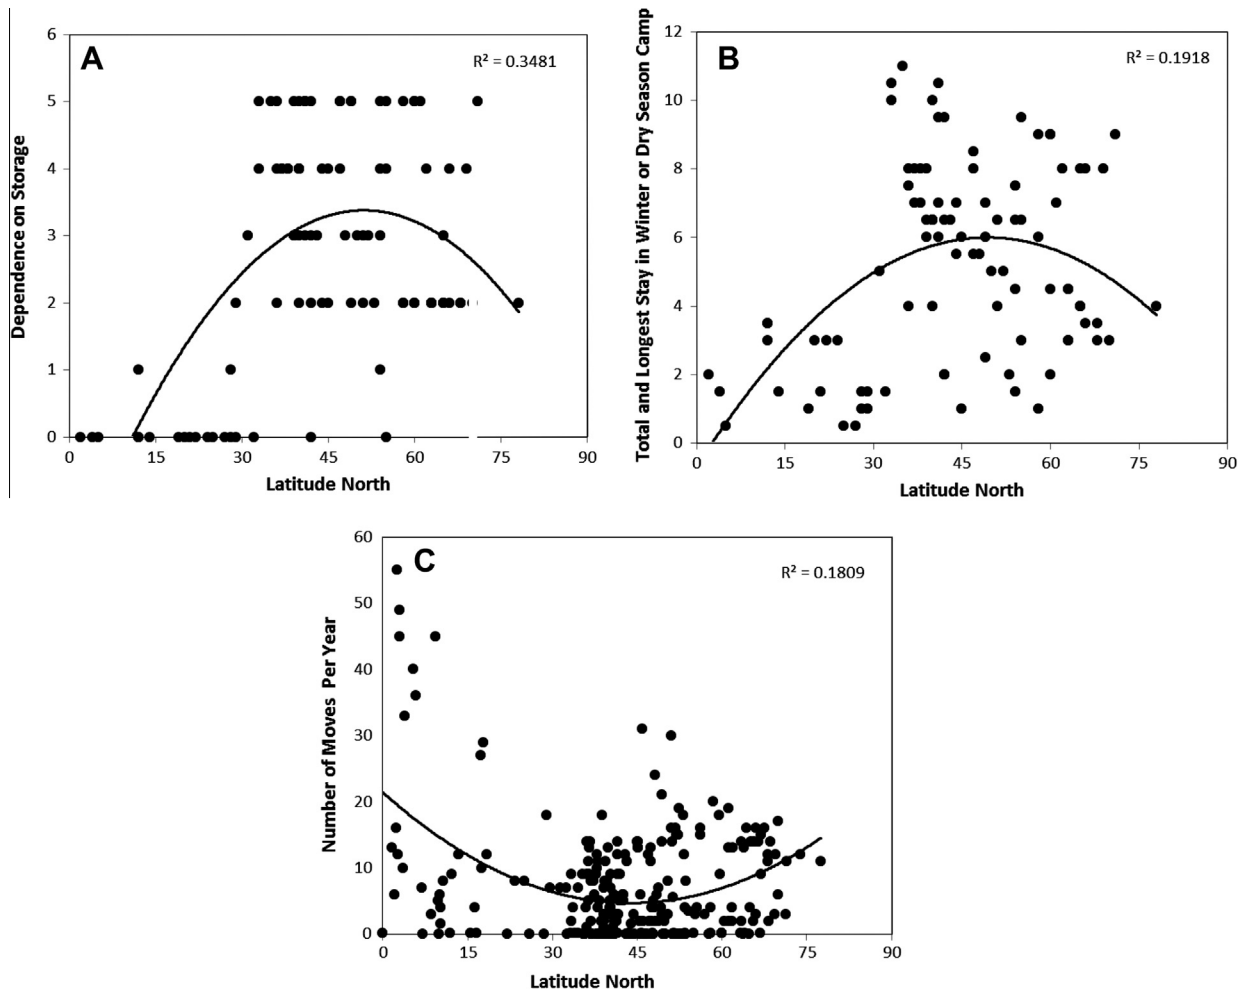 A
R² = 0.3481
Dependence on Storage
6
5
4
3
2
1
0
0 15 30 45 60 75 90
Latitude North
B
R² = 0.1918
Total and Longest Stay in Winter or Dry Season Camp
12
10
8
6
4
2
0
0 15 30 45 60 75 90
Latitude North
C
R² = 0.1809
Number of Moves Per Year
60
50
40
30
20
10
0
0 15 30 45 60 75 90
Latitude North